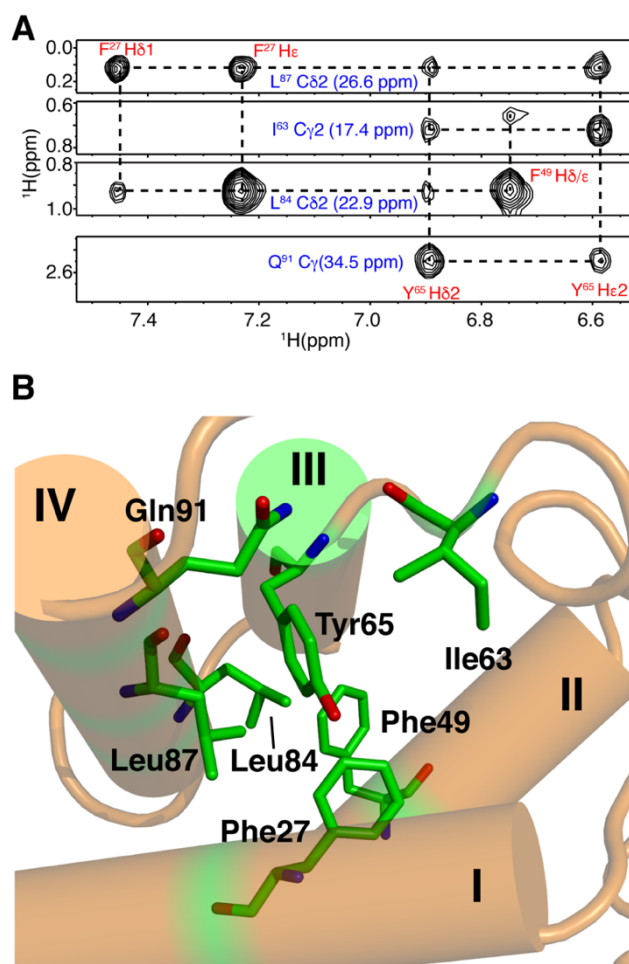 A
F27 Hδ1
F27 Hε
0.0
0.2
L87 Cδ2 (26.6 ppm)
0.6
0.8
I63 Cγ2 (17.4 ppm)
0.8
1.0
L84 Cδ2 (22.9 ppm)
F49 Hδ/ε
2.6
Q91 Cγ(34.5 ppm)
Y65 Hδ2
Y65 Hε2
1H(ppm)
7.4
7.2
7.0
6.8
6.6
1H(ppm)
B
IV
III
Gln91
Tyr65
Ile63
II
Phe49
Leu87
Leu84
Phe27
I